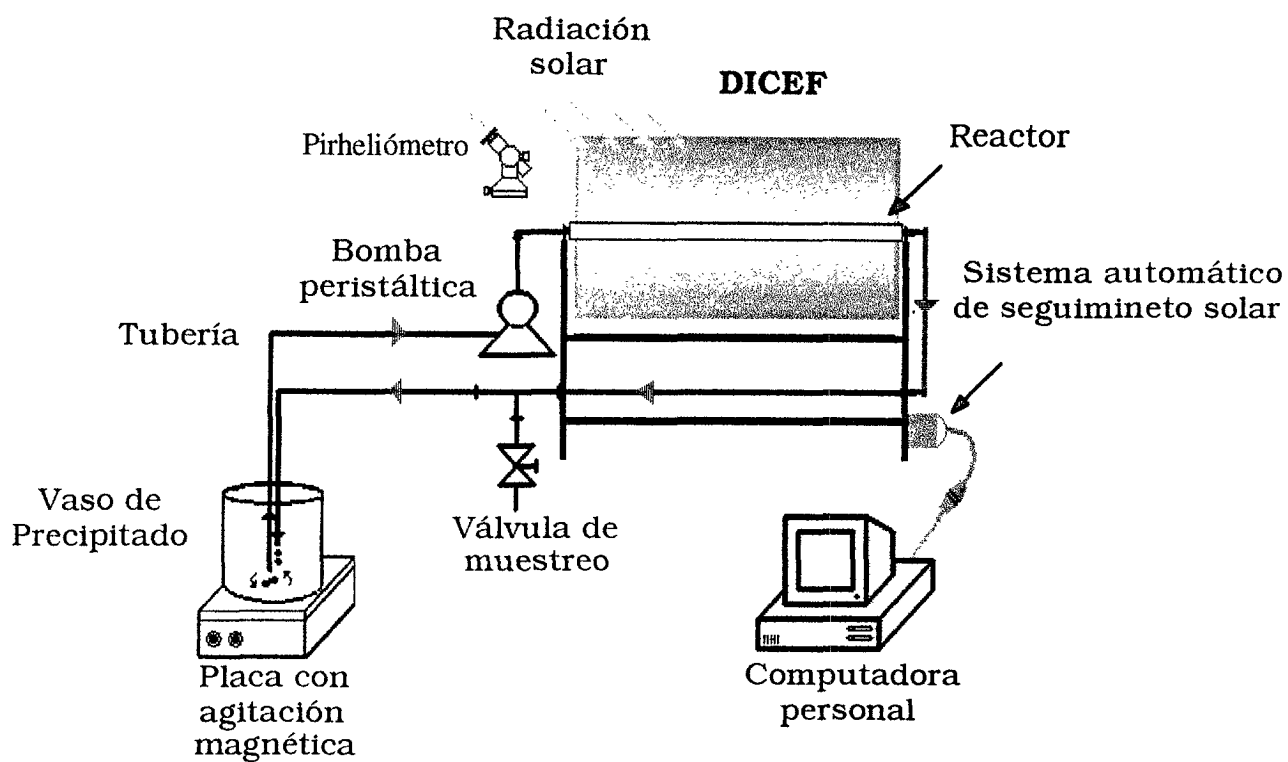 Radiación
solar
DICEF
Pirheliómetro
Reactor
Bomba
peristáltica
Sistema automático
de seguimineto solar
Tubería
Vaso de
Precipitado
Válvula de
muestreo
Placa con
agitación
magnética
Computadora
personal